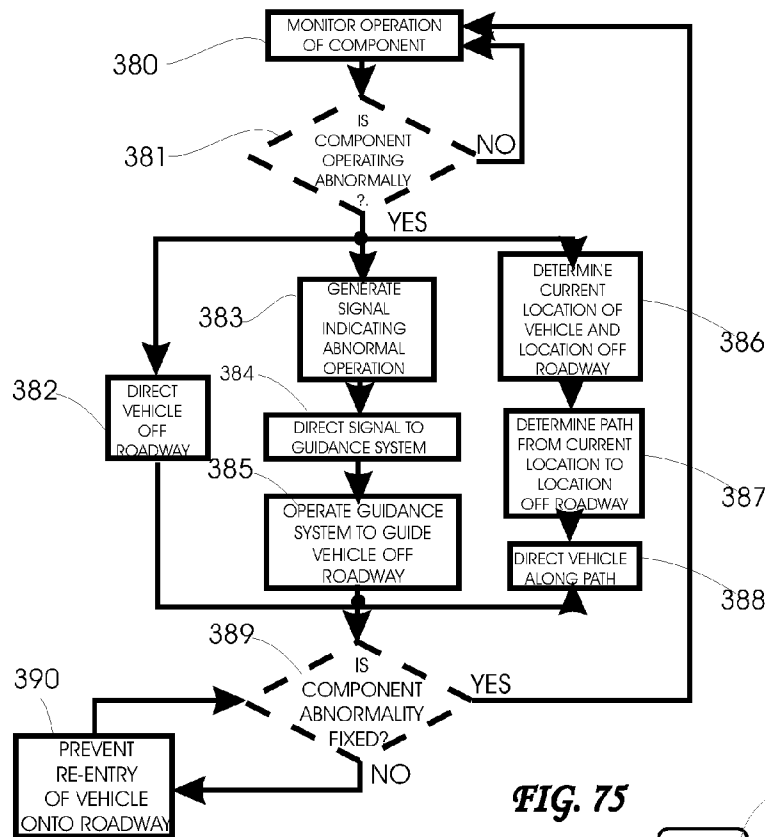 MONITOR OPERATION
OF COMPONENT
380
IS
COMPONENT
OPERATING
ABNORMALLY
?.
381
NO
YES
382
DIRECT
VEHICLE
OFF
ROADWAY
383
GENERATE
SIGNAL
INDICATING
ABNORMAL
OPERATION
384
DIRECT SIGNAL TO
GUIDANCE SYSTEM
385
OPERATE GUIDANCE
SYSTEM TO GUIDE
VEHICLE OFF
ROADWAY
DETERMINE
CURRENT
LOCATION OF
VEHICLE AND
LOCATION OFF
ROADWAY
386
DETERMINE PATH
FROM CURRENT
LOCATION TO
LOCATION
OFF ROADWAY
387
DIRECT VEHICLE
ALONG PATH
388
389
IS
COMPONENT
ABNORMALITY
FIXED?
YES
NO
390
PREVENT
RE-ENTRY
OF VEHICLE
ONTO ROADWAY
FIG. 75